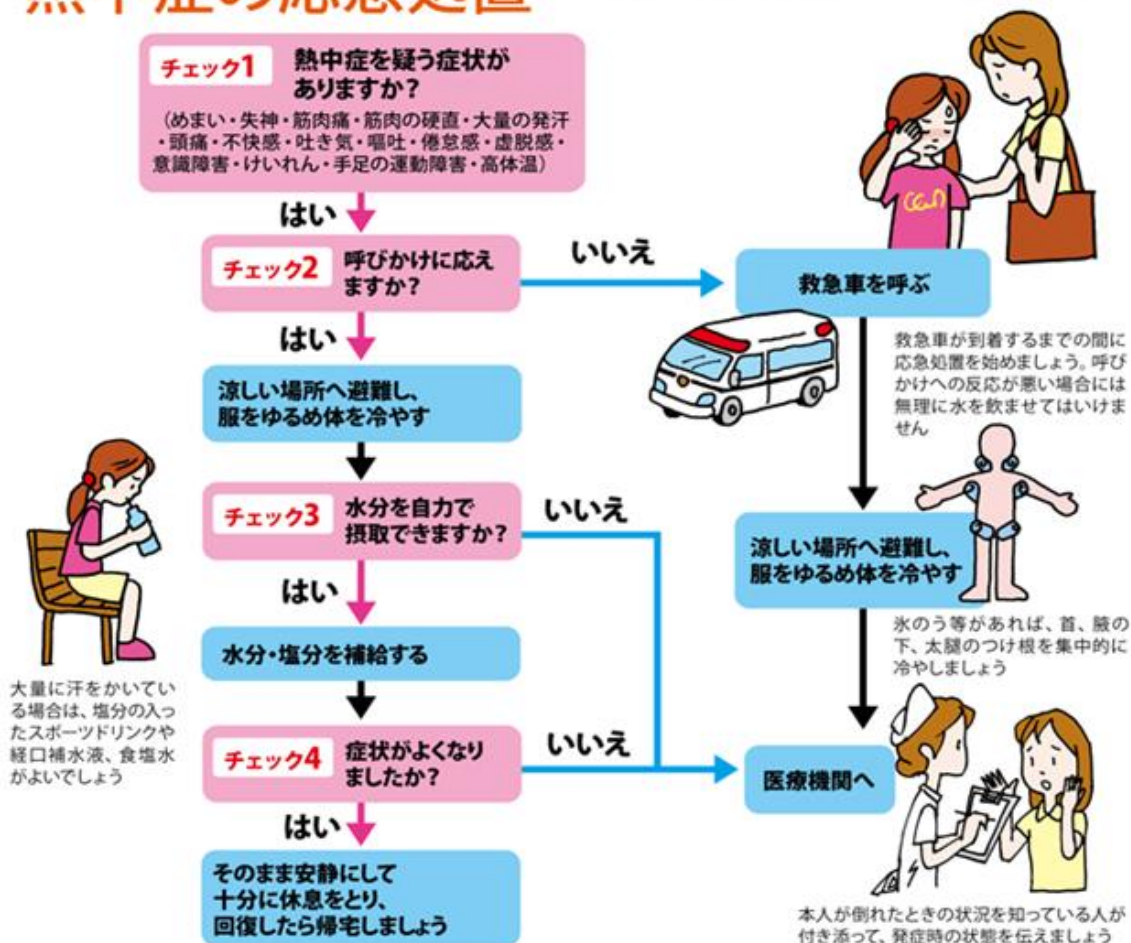 熱中症の応急処置
チェック1
熱中症を疑う症状が
ありますか？
（めまい・失神・筋肉痛・筋肉の硬直・大量の発汗
・頭痛・不快感・吐き気・嘔吐・倦怠感・虚脱感・
意識障害・けいれん・手足の運動障害・高体温）
はい
チェック2
呼びかけに応え
ますか？
いいえ
救急車を呼ぶ
救急車が到着するまでの間に
応急処置を始めましょう。呼び
かけへの反応が悪い場合には
無理に水を飲ませてはいけま
せん
はい
涼しい場所へ避難し、
服をゆるめ体を冷やす
チェック3
水分を自力で
摂取できますか？
いいえ
涼しい場所へ避難し、
服をゆるめ体を冷やす
氷のう等があれば、首、腋の
下、太腿のつけ根を集中的に
冷やしましょう
はい
水分・塩分を補給する
大量に汗をかいてい
る場合は、塩分の入っ
たスポーツドリンクや
経口補水液、食塩水
がよいでしょう
チェック4
症状がよくなり
ましたか？
いいえ
医療機関へ
はい
そのまま安静にして
十分に休息をとり、
回復したら帰宅しましょう
本人が倒れたときの状況を知っている人が
付き添って、発症時の状態を伝えましょう